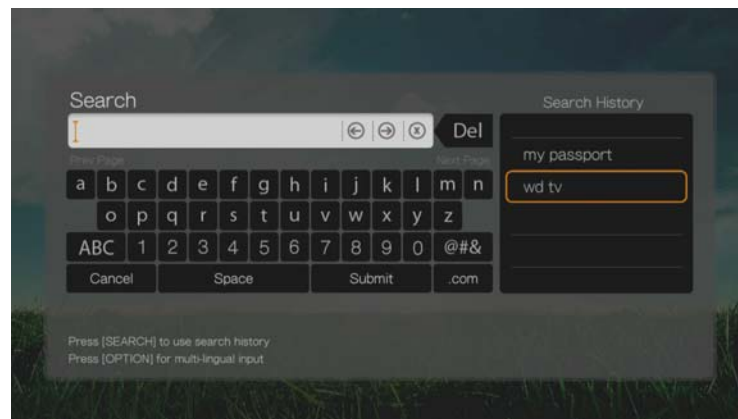 Search
Search History
Del
Prev Page Next Page
my passport
a b c d e f g h i j k l m n
wd tv
o p q r s t u v w x y z
ABC 1 2 3 4 5 6 7 8 9 0 @#&
Cancel Space Submit .com
Press [SEARCH] to use search history
Press [OPTION] for multi-lingual input